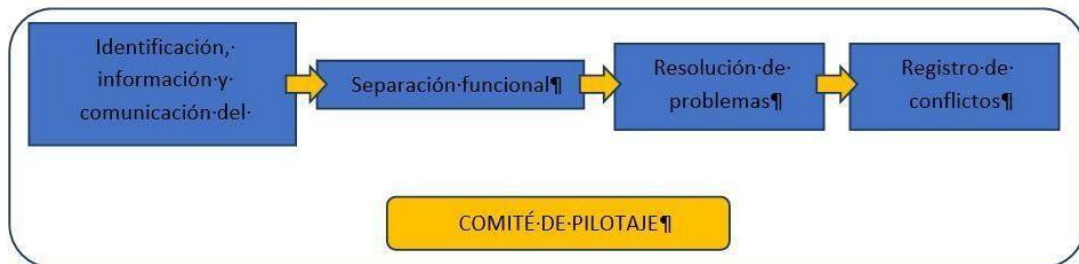 Identificación,·
información·y·
comunicación·del·
Separación·funcional¶
Resolución·de·
problemas¶
Registro·de·
conflictos¶
COMITÉ·DE·PILOTAJE¶